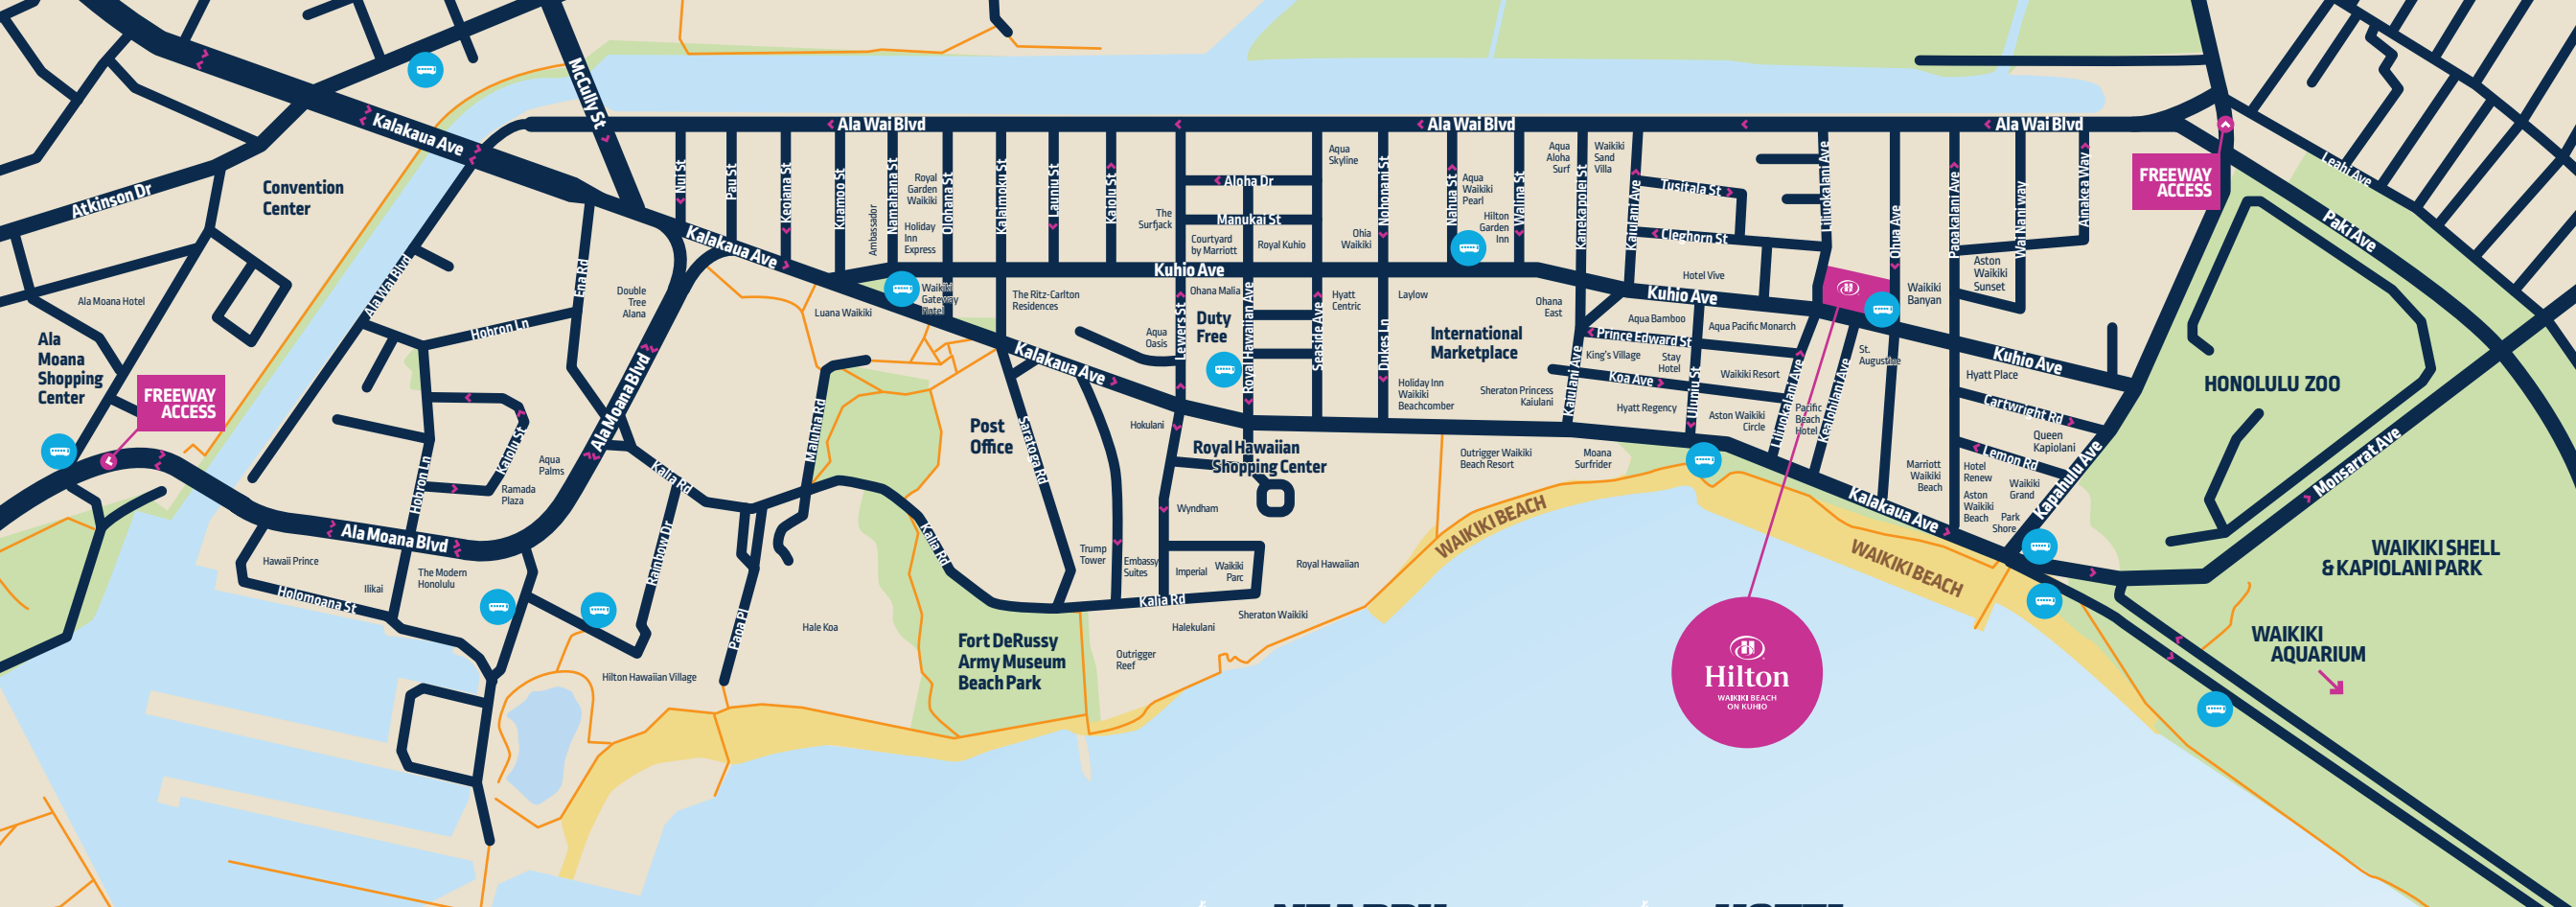 McCully St
Kalakaua Ave
Ala Wai Blvd
Ala Wai Blvd
Ala Wai Blvd
FREEWAY
ACCESS
Leahi Ave
Paki Ave
Atkinson Dr
Convention
Center
Ala Wai Blvd
Ena Rd
Niu St
Pau St
Keoniana St
Kuamoo St
Namahana St
Olohana St
Kalaimoku St
Launiu St
Kaiolu St
Ambassador
Royal
Garden
Waikiki
Holiday
Inn
Express
The
Surfjack
Aloha Dr
Manukai St
Courtyard
by Marriott
Royal Kuhio
Aqua
Skyline
Ohia
Waikiki
Nohonani St
Nahua St
Aqua
Waikiki
Pearl
Hilton
Garden
Inn
Walina St
Aqua
Aloha
Surf
Kanekapolei St
Waikiki
Sand
Villa
Kaiulani Ave
Tusitala St
Cleghorn St
Liliuokalani Ave
Ohua Ave
Paoakalani Ave
Wai Nani way
Ainakea Way
Kalakaua Ave
Kuhio Ave
Hotel Vive
Kuhio Ave
Aston
Waikiki
Sunset
Waikiki
Banyan
Ala Moana Hotel
Ala
Moana
Shopping
Center
FREEWAY
ACCESS
Hobron Ln
Double
Tree
Alana
Luana Waikiki
Waikiki
Gateway
Hotel
The Ritz-Carlton
Residences
Ohana Malia
Duty
Free
Aqua
Oasis
Lewers St
Royal Hawaiian Ave
Seaside Ave
Hyatt
Centric
Dukes Ln
Laylow
International
Marketplace
Ohana
East
Aqua Bamboo
Aqua Pacific Monarch
Prince Edward St
King's Village
Stay
Hotel
Waikiki Resort
Koa Ave
Kaiulani Ave
Uluniu St
Liliuokalani Ave
Kealohilani Ave
St.
Augustine
Kuhio Ave
Hyatt Place
HONOLULU ZOO
Kalakaua Ave
Holiday Inn
Waikiki
Beachcomber
Sheraton Princess
Kaiulani
Hyatt Regency
Aston Waikiki
Circle
Pacific
Beach
Hotel
Cartwright Rd
Queen
Kapiolani
Lemon Rd
Kapahulu Ave
Monsarrat Ave
Ala Moana Blvd
Maluhia Rd
Post
Office
Saratoga Rd
Hokulani
Royal Hawaiian
Shopping Center
Outrigger Waikiki
Beach Resort
Moana
Surfrider
Marriott
Waikiki
Beach
Hotel
Renew
Aston
Waikiki
Beach
Waikiki
Grand
Park
Shore
Kalakaua Ave
Hobron Ln
Kaiolu St
Aqua
Palms
Ramada
Plaza
Kalia Rd
Rainbow Dr
Kalia Rd
Wyndham
WAIKIKI BEACH
WAIKIKI BEACH
Ala Moana Blvd
Hawaii Prince
Holomoana St
Ilikai
The Modern
Honolulu
Papa Pl
Hale Koa
Hilton Hawaiian Village
Fort DeRussy
Army Museum
Beach Park
Trump
Tower
Embassy
Suites
Imperial
Waikiki
Parc
Royal Hawaiian
Kalia Rd
Sheraton Waikiki
Halekulani
Outrigger
Reef
Hilton
WAIKIKI BEACH
ON KUHIO
WAIKIKI SHELL
& KAPIOLANI PARK
WAIKIKI
AQUARIUM